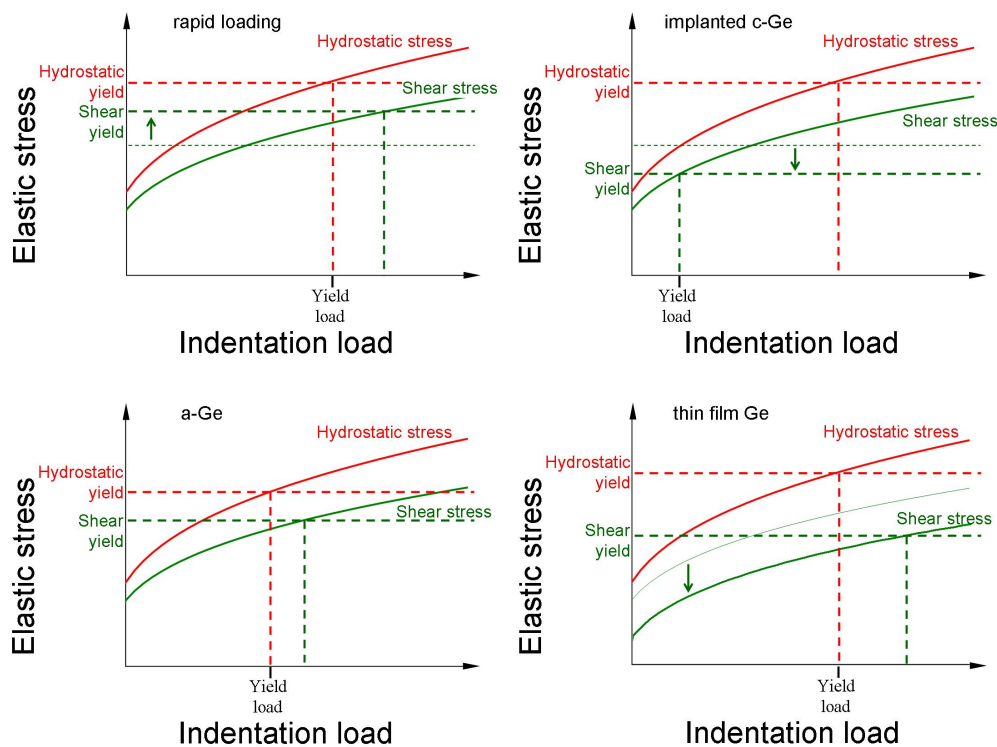 rapid loading
Hydrostatic stress
Hydrostatic
yield
Shear stress
Shear
yield
Elastic stress
Yield
load
Indentation load
implanted c-Ge
Hydrostatic stress
Hydrostatic
yield
Shear stress
Shear
yield
Elastic stress
Yield
load
Indentation load
a-Ge
Hydrostatic stress
Hydrostatic
yield
Shear stress
Shear
yield
Elastic stress
Yield
load
Indentation load
thin film Ge
Hydrostatic stress
Hydrostatic
yield
Shear stress
Shear
yield
Elastic stress
Yield
load
Indentation load